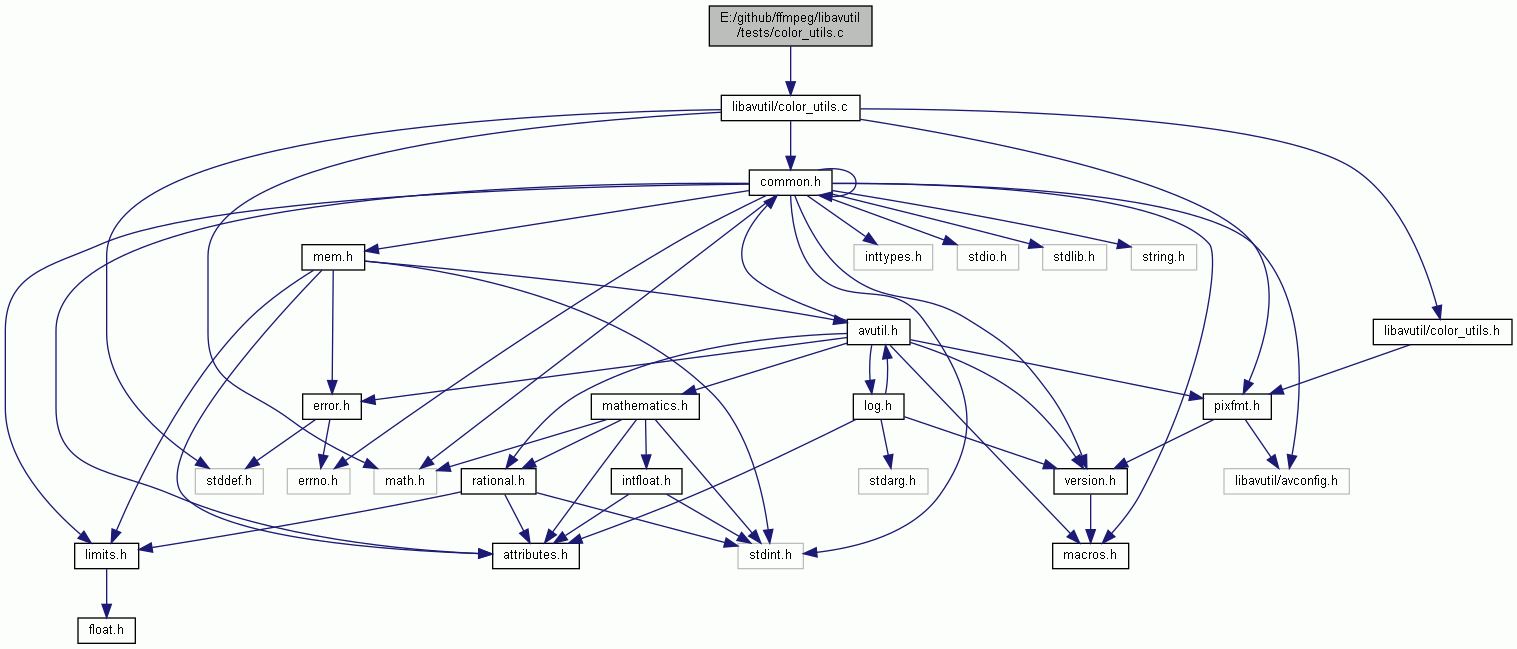 E:/github/ffmpeg/libavutil
/tests/color_utils.c
libavutil/color_utils.c
common.h
mem.h
inttypes.h
stdio.h
stdlib.h
string.h
avutil.h
libavutil/color_utils.h
error.h
mathematics.h
log.h
pixfmt.h
stddef.h
errno.h
math.h
rational.h
intfloat.h
stdarg.h
version.h
libavutil/avconfig.h
limits.h
attributes.h
stdint.h
macros.h
float.h